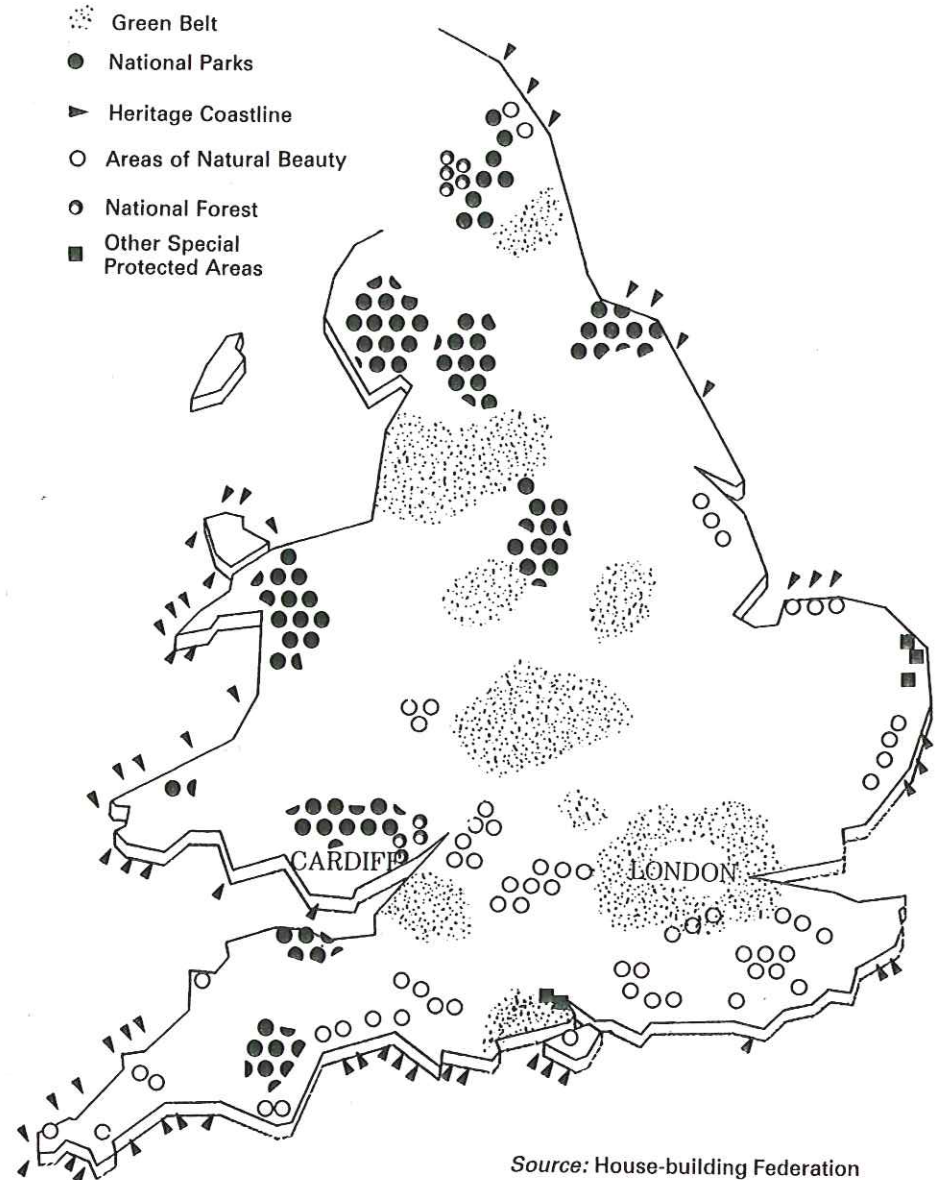 Green Belt
National Parks
Heritage Coastline
Areas of Natural Beauty
National Forest
Other Special
Protected Areas
CARDIFF
LONDON
Source: House-building Federation